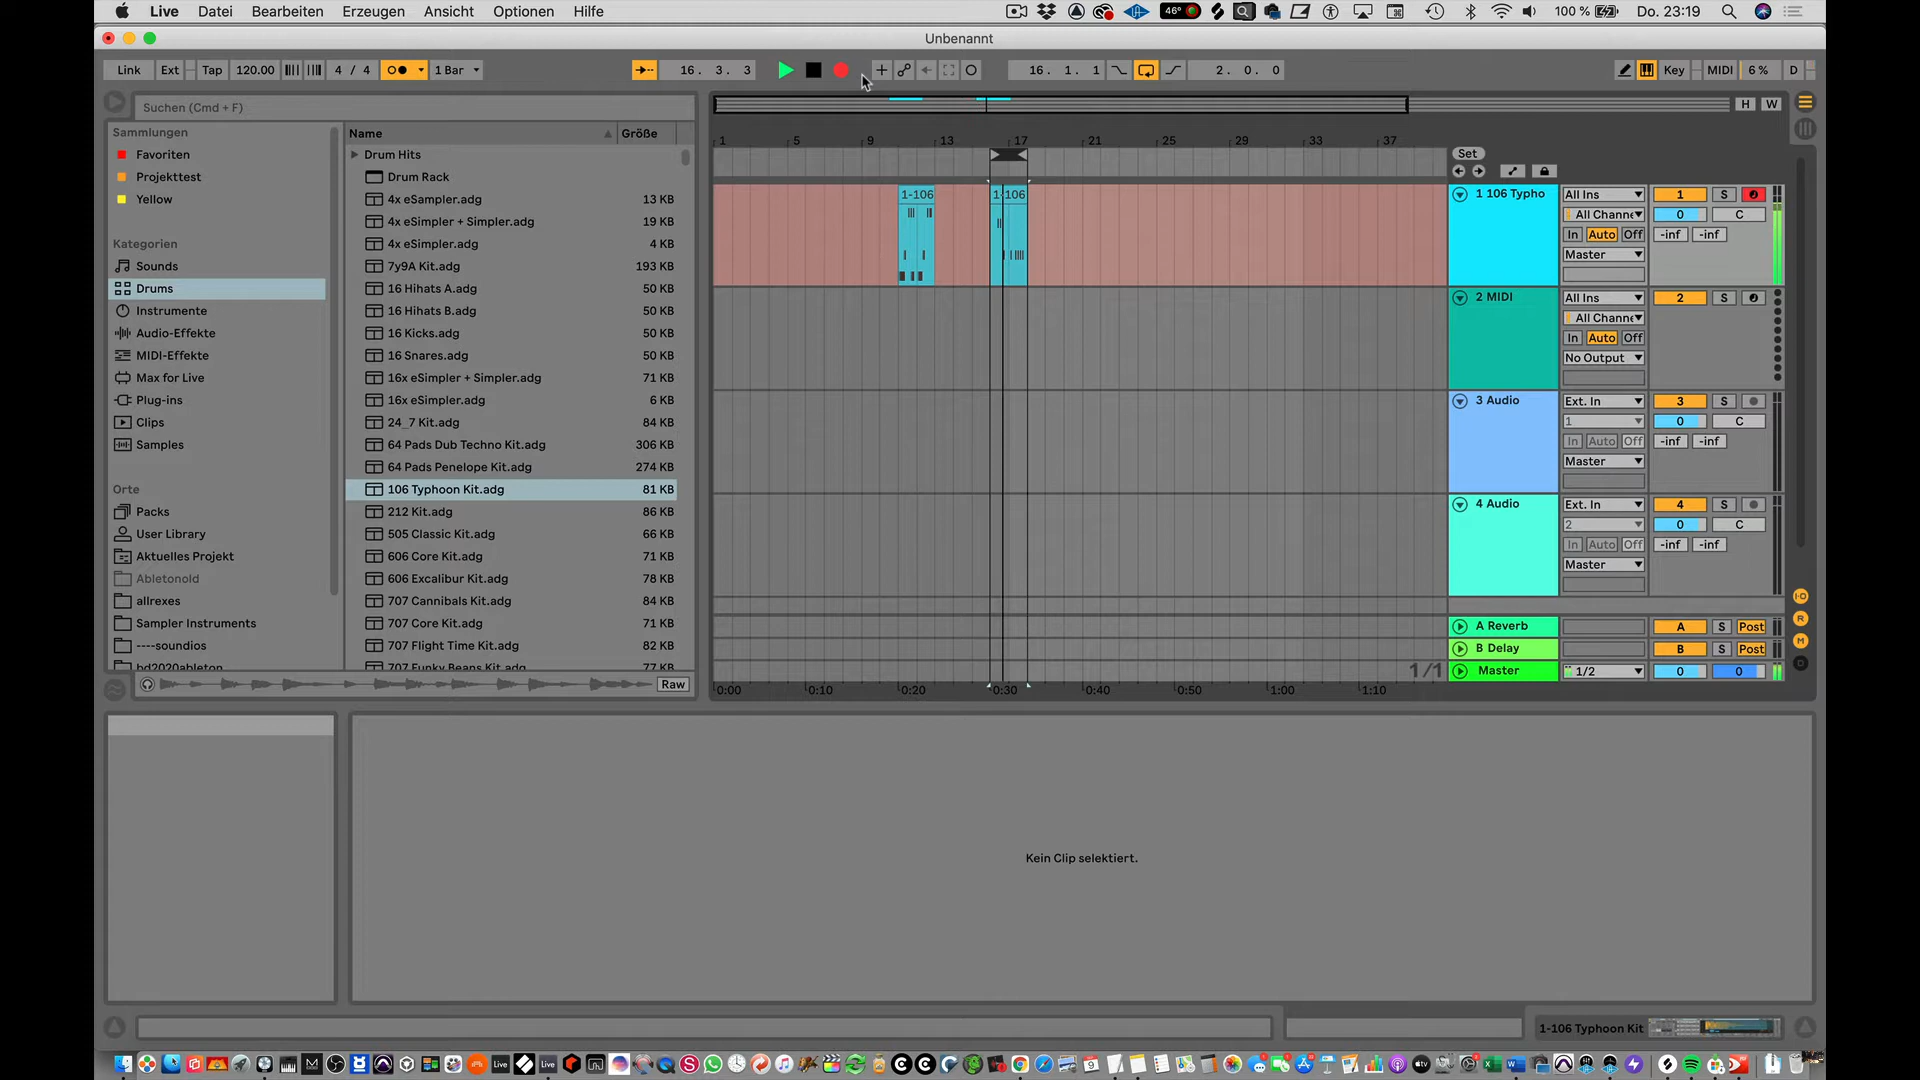 Live Datei Bearbeiten Erzeugen Ansicht Optionen Hilfe 46° 100 % Do. 23:19
Unbenannt
Link Ext Tap 120.00 4 / 4 1 Bar 16. 3. 3 16. 1. 1 2. 0. 0 Key MIDI 6 % D
Suchen (Cmd + F)
H W
Sammlungen
Favoriten
Projekttest
Yellow
Kategorien
Sounds
Drums
Instrumente
Audio-Effekte
MIDI-Effekte
Max for Live
Plug-ins
Clips
Samples
Orte
Packs
User Library
Aktuelles Projekt
Abletonold
allrexes
Sampler Instruments
----soundios
bd2020ableton
Name Größe
Drum Hits
Drum Rack
4x eSampler.adg 13 KB
4x eSimpler + Simpler.adg 19 KB
4x eSimpler.adg 4 KB
7y9A Kit.adg 193 KB
16 Hihats A.adg 50 KB
16 Hihats B.adg 50 KB
16 Kicks.adg 50 KB
16 Snares.adg 50 KB
16x eSimpler + Simpler.adg 71 KB
16x eSimpler.adg 6 KB
24_7 Kit.adg 84 KB
64 Pads Dub Techno Kit.adg 306 KB
64 Pads Penelope Kit.adg 274 KB
106 Typhoon Kit.adg 81 KB
212 Kit.adg 86 KB
505 Classic Kit.adg 66 KB
606 Core Kit.adg 71 KB
606 Excalibur Kit.adg 78 KB
707 Cannibals Kit.adg 84 KB
707 Core Kit.adg 71 KB
707 Flight Time Kit.adg 82 KB
707 Funky Beans Kit.adg 77 KB
Raw
1 5 9 13 17 21 25 29 33 37
Set
1-106 1-106
1 106 Typho All Ins 1 S
All Channe 0 C
In Auto Off -inf -inf
Master
2 MIDI All Ins 2 S
All Channe
In Auto Off
No Output
3 Audio Ext. In 3 S
1 0 C
In Auto Off -inf -inf
Master
4 Audio Ext. In 4 S
2 0 C
In Auto Off -inf -inf
Master
A Reverb A S Post
B Delay B S Post
1/1 Master 1/2 0 0
0:00 0:10 0:20 0:30 0:40 0:50 1:00 1:10
I·O
R
M
D
Kein Clip selektiert.
1-106 Typhoon Kit